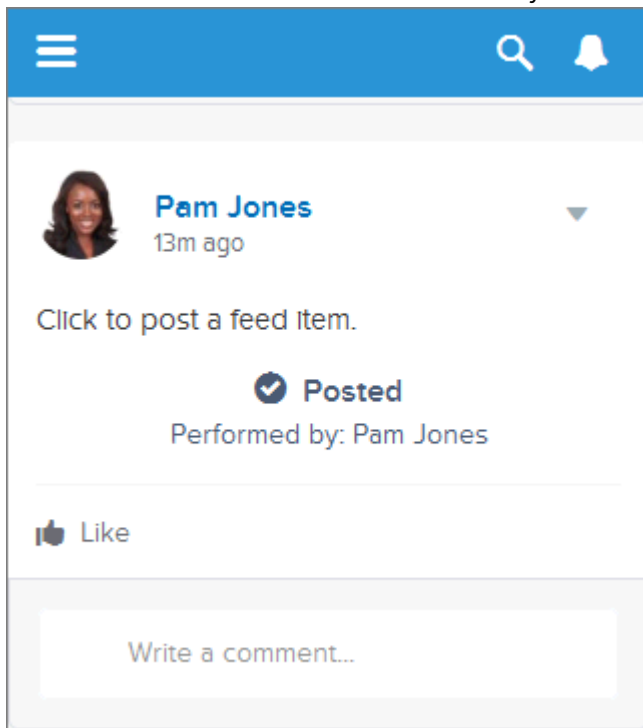 Pam Jones
13m ago
Click to post a feed item.
Posted
Performed by: Pam Jones
Like
Write a comment...